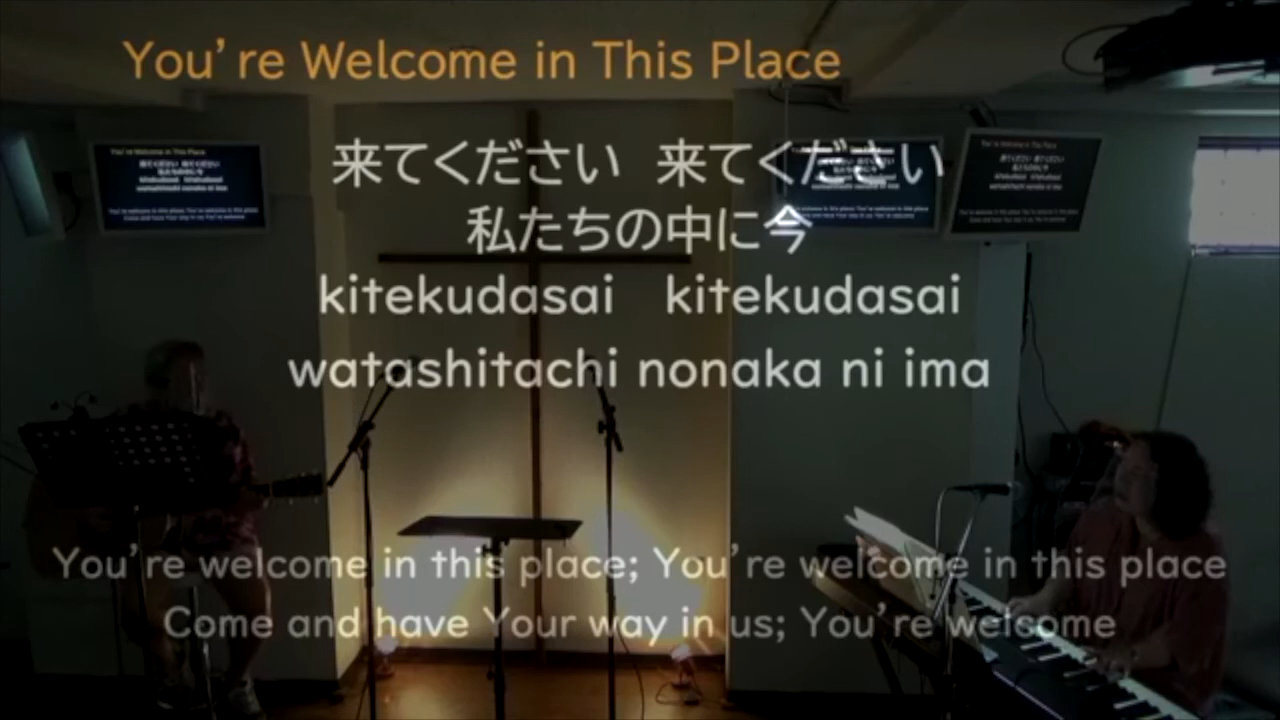 You're Welcome in This Place
来てください 来てください
私たちの中に今
kitekudasai kitekudasai
watashitachi nonaka ni ima
You're welcome in this place; You're welcome in this place
Come and have Your way in us; You're welcome